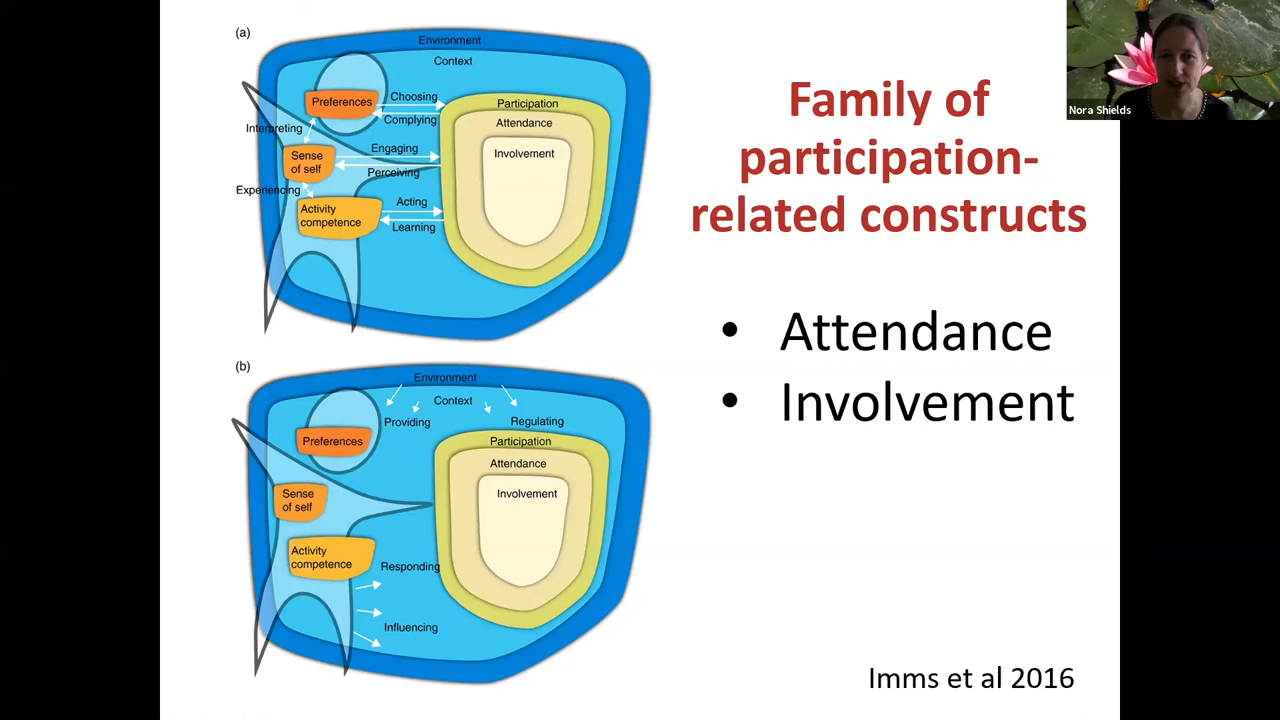 (a)
Environment
Context
Preferences
Choosing
Complying
Interpreting
Sense
of self
Engaging
Perceiving
Experiencing
Activity
competence
Acting
Learning
Participation
Attendance
Involvement
(b)
Environment
Context
Providing
Regulating
Preferences
Participation
Attendance
Involvement
Sense
of self
Activity
competence
Responding
Influencing
Family of
participation-
related constructs
• Attendance
• Involvement
Imms et al 2016
Nora Shields